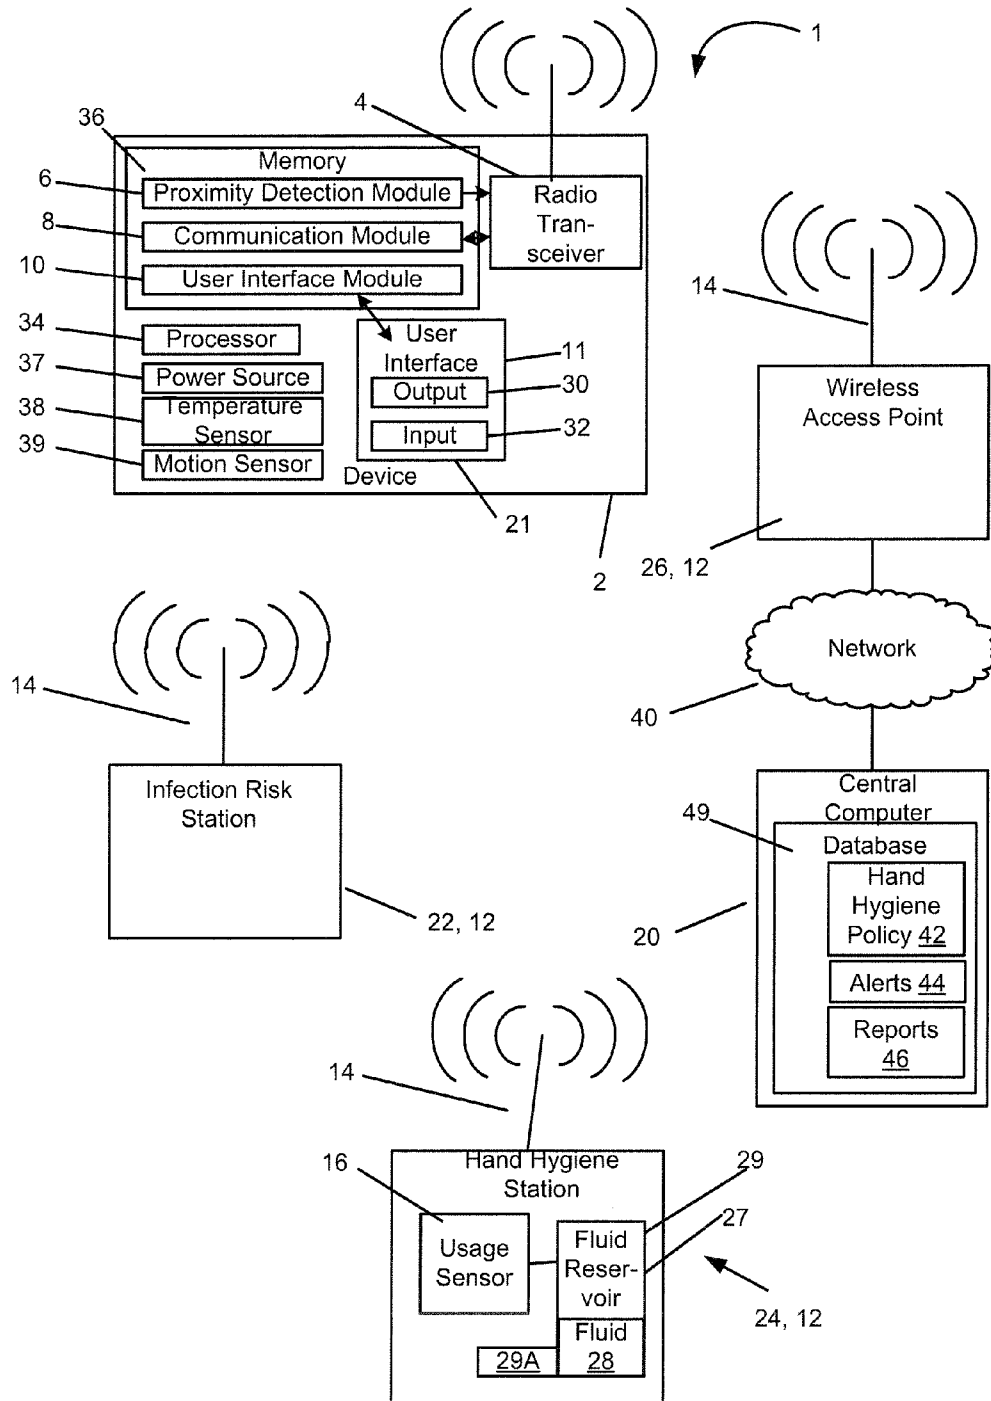 1
4
36
Memory
6
Proximity Detection Module
Radio
Tran-
sceiver
8
Communication Module
10
User Interface Module
14
34
Processor
User
Interface
11
37
Power Source
Output
30
Wireless
Access Point
38
Temperature
Sensor
Input
32
39
Motion Sensor
Device
21
2
26, 12
Network
40
14
Infection Risk
Station
Central
Computer
49
Database
Hand
Hygiene
Policy 42
22, 12
20
Alerts 44
Reports
46
14
16
Hand Hygiene
Station
29
27
Usage
Sensor
Fluid
Reser-
voir
24, 12
Fluid
28
29A